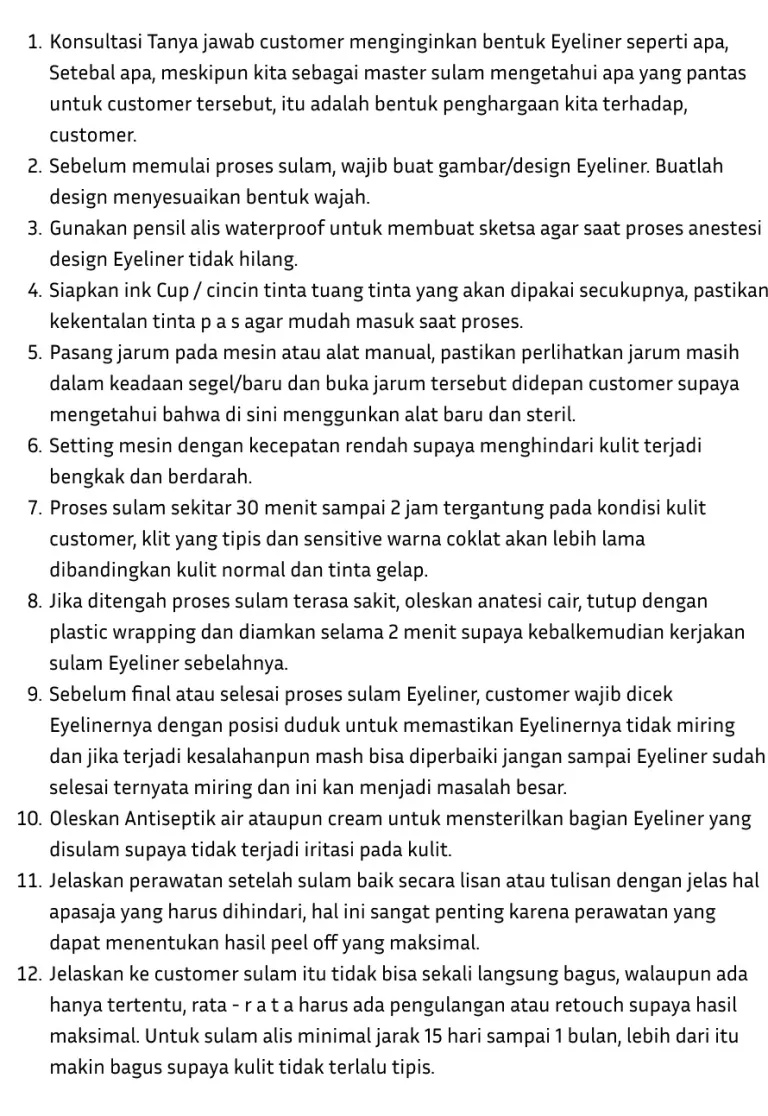 1. Konsultasi Tanya jawab customer menginginkan bentuk Eyeliner seperti apa,
Setebal apa, meskipun kita sebagai master sulam mengetahui apa yang pantas
untuk customer tersebut, itu adalah bentuk penghargaan kita terhadap,
customer.
2. Sebelum memulai proses sulam, wajib buat gambar/design Eyeliner. Buatlah
design menyesuaikan bentuk wajah.
3. Gunakan pensil alis waterproof untuk membuat sketsa agar saat proses anestesi
design Eyeliner tidak hilang.
4. Siapkan ink Cup / cincin tinta tuang tinta yang akan dipakai secukupnya, pastikan
kekentalan tinta p a s agar mudah masuk saat proses.
5. Pasang jarum pada mesin atau alat manual, pastikan perlihatkan jarum masih
dalam keadaan segel/baru dan buka jarum tersebut didepan customer supaya
mengetahui bahwa di sini menggunkan alat baru dan steril.
6. Setting mesin dengan kecepatan rendah supaya menghindari kulit terjadi
bengkak dan berdarah.
7. Proses sulam sekitar 30 menit sampai 2 jam tergantung pada kondisi kulit
customer, klit yang tipis dan sensitive warna coklat akan lebih lama
dibandingkan kulit normal dan tinta gelap.
8. Jika ditengah proses sulam terasa sakit, oleskan anatesi cair, tutup dengan
plastic wrapping dan diamkan selama 2 menit supaya kebalkemudian kerjakan
sulam Eyeliner sebelahnya.
9. Sebelum final atau selesai proses sulam Eyeliner, customer wajib dicek
Eyelinernya dengan posisi duduk untuk memastikan Eyelinernya tidak miring
dan jika terjadi kesalahanpun mash bisa diperbaiki jangan sampai Eyeliner sudah
selesai ternyata miring dan ini kan menjadi masalah besar.
10. Oleskan Antiseptik air ataupun cream untuk mensterilkan bagian Eyeliner yang
disulam supaya tidak terjadi iritasi pada kulit.
11. Jelaskan perawatan setelah sulam baik secara lisan atau tulisan dengan jelas hal
apasaja yang harus dihindari, hal ini sangat penting karena perawatan yang
dapat menentukan hasil peel off yang maksimal.
12. Jelaskan ke customer sulam itu tidak bisa sekali langsung bagus, walaupun ada
hanya tertentu, rata - r a t a harus ada pengulangan atau retouch supaya hasil
maksimal. Untuk sulam alis minimal jarak 15 hari sampai 1 bulan, lebih dari itu
makin bagus supaya kulit tidak terlalu tipis.